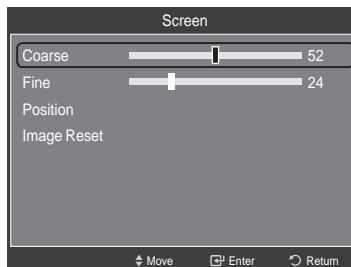 Screen
Coarse 52
Fine 24
Position
Image Reset
Move Enter Return